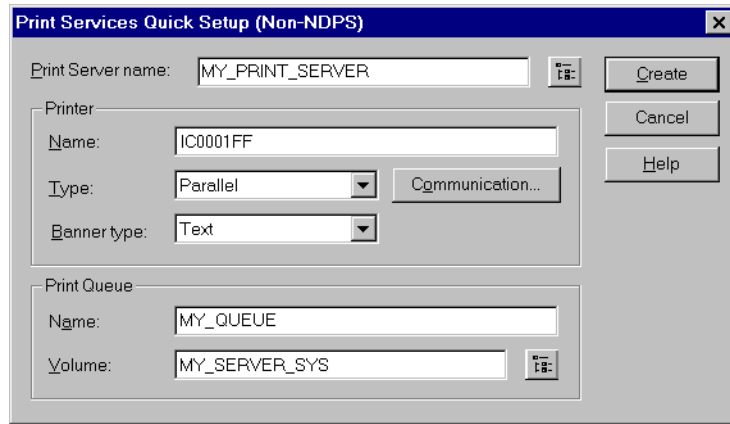 Print Services Quick Setup (Non-NDPS)
Print Server name: MY_PRINT_SERVER
Create
Printer
Cancel
Name: IC0001FF
Help
Type: Parallel Communication...
Banner type: Text
Print Queue
Name: MY_QUEUE
Volume: MY_SERVER_SYS